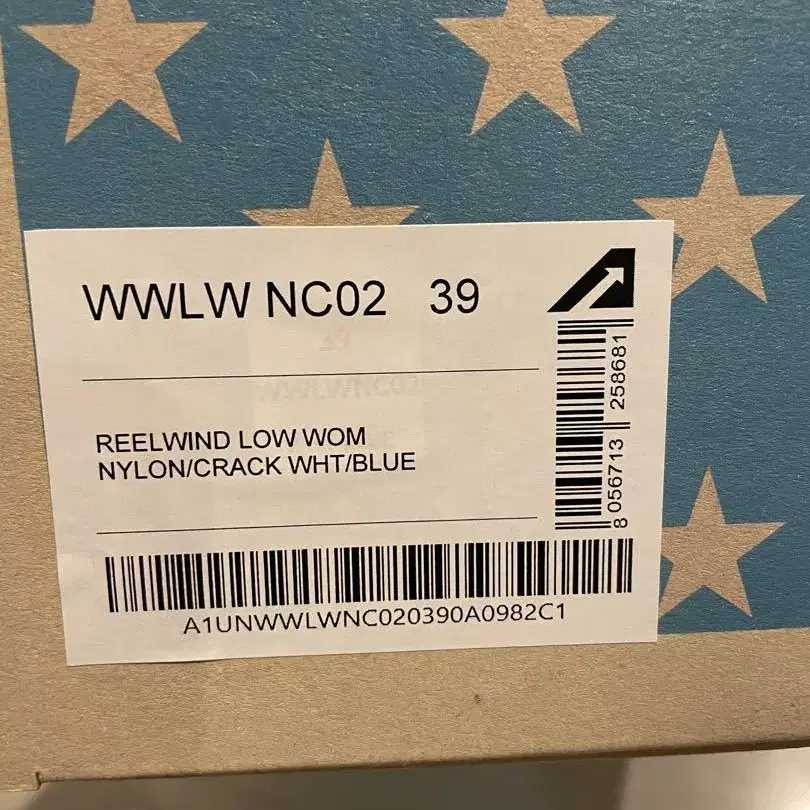 WWLW NC02 39
REELWIND LOW WOM
NYLON/CRACK WHT/BLUE
8 056713 258681
A1UNWWLWNC020390A0982C1